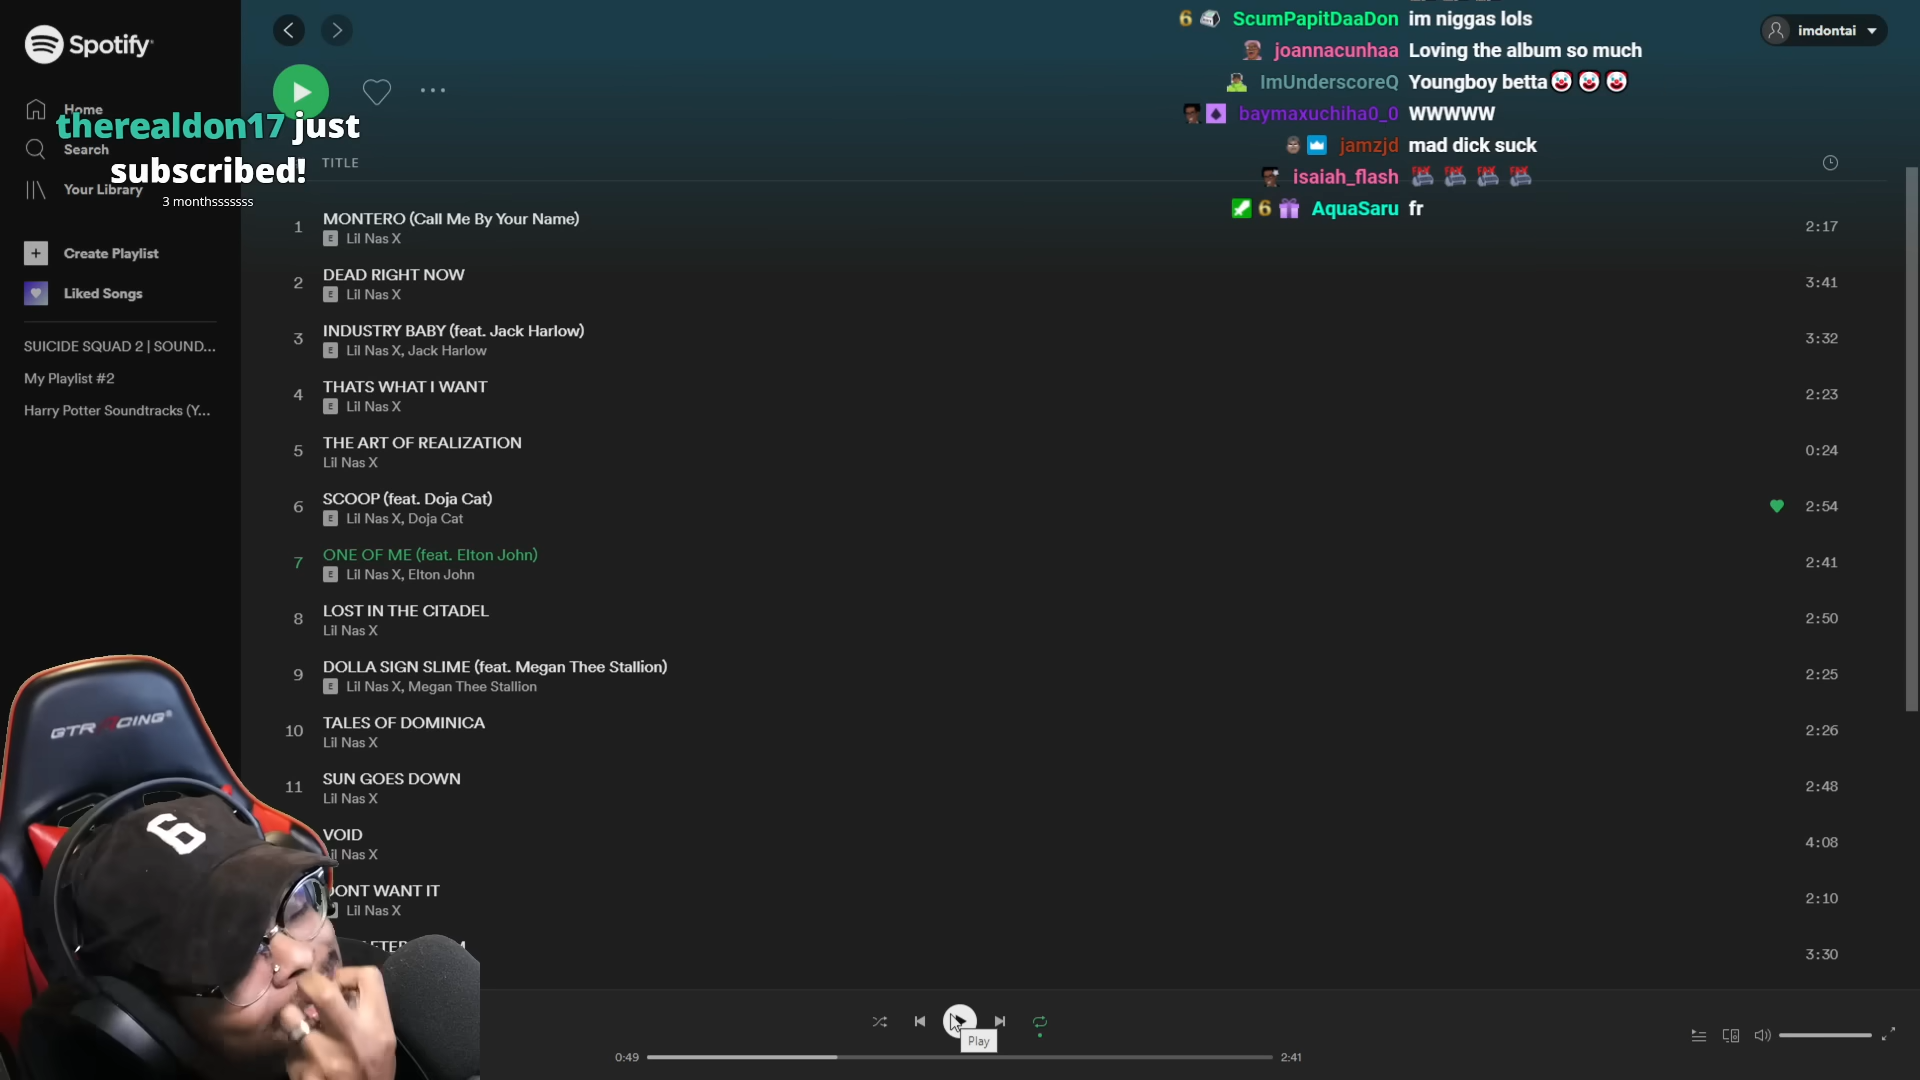 Spotify
Home
Search
Your Library
therealdon17 just
subscribed!
3 monthsssssss
Create Playlist
Liked Songs
SUICIDE SQUAD 2 | SOUND...
My Playlist #2
Harry Potter Soundtracks (Y...
6 ScumPapitDaaDon im niggas lols
joannacunhaa Loving the album so much
ImUnderscoreQ Youngboy betta🤡🤡🤡
baymaxuchiha0_0 WWWWW
jamzjd mad dick suck
isaiah_flash
6 AquaSaru fr
imdontai
TITLE
1 MONTERO (Call Me By Your Name) 2:17
E Lil Nas X
2 DEAD RIGHT NOW 3:41
E Lil Nas X
3 INDUSTRY BABY (feat. Jack Harlow) 3:32
E Lil Nas X, Jack Harlow
4 THATS WHAT I WANT 2:23
E Lil Nas X
5 THE ART OF REALIZATION 0:24
Lil Nas X
6 SCOOP (feat. Doja Cat) 2:54
E Lil Nas X, Doja Cat
7 ONE OF ME (feat. Elton John) 2:41
E Lil Nas X, Elton John
8 LOST IN THE CITADEL 2:50
Lil Nas X
9 DOLLA SIGN SLIME (feat. Megan Thee Stallion) 2:25
E Lil Nas X, Megan Thee Stallion
10 TALES OF DOMINICA 2:26
Lil Nas X
11 SUN GOES DOWN 2:48
Lil Nas X
VOID 4:08
Lil Nas X
DONT WANT IT 2:10
Lil Nas X
3:30
GTRACING
6
Play
0:49 2:41